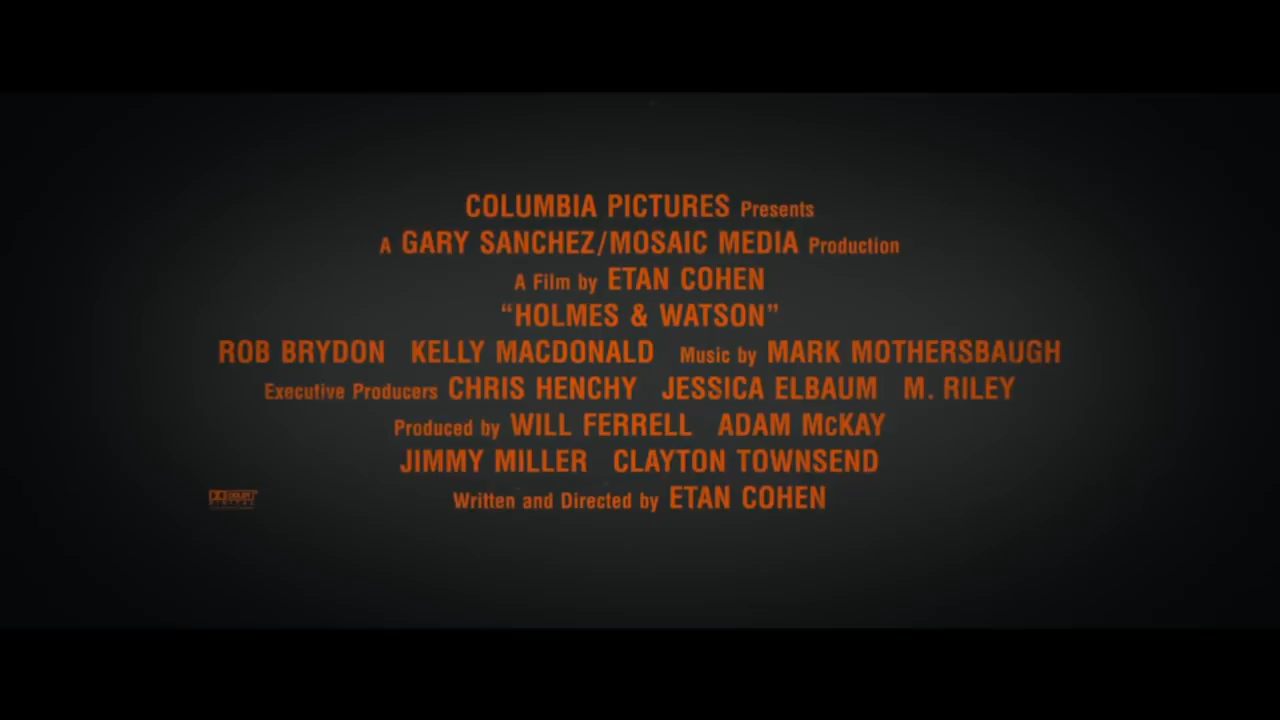 COLUMBIA PICTURES Presents
A GARY SANCHEZ/MOSAIC MEDIA Production
A Film by ETAN COHEN
“HOLMES & WATSON”
ROB BRYDON KELLY MACDONALD Music by MARK MOTHERSBAUGH
Executive Producers CHRIS HENCHY JESSICA ELBAUM M. RILEY
Produced by WILL FERRELL ADAM McKAY
JIMMY MILLER CLAYTON TOWNSEND
Written and Directed by ETAN COHEN
DOLBY
DIGITAL